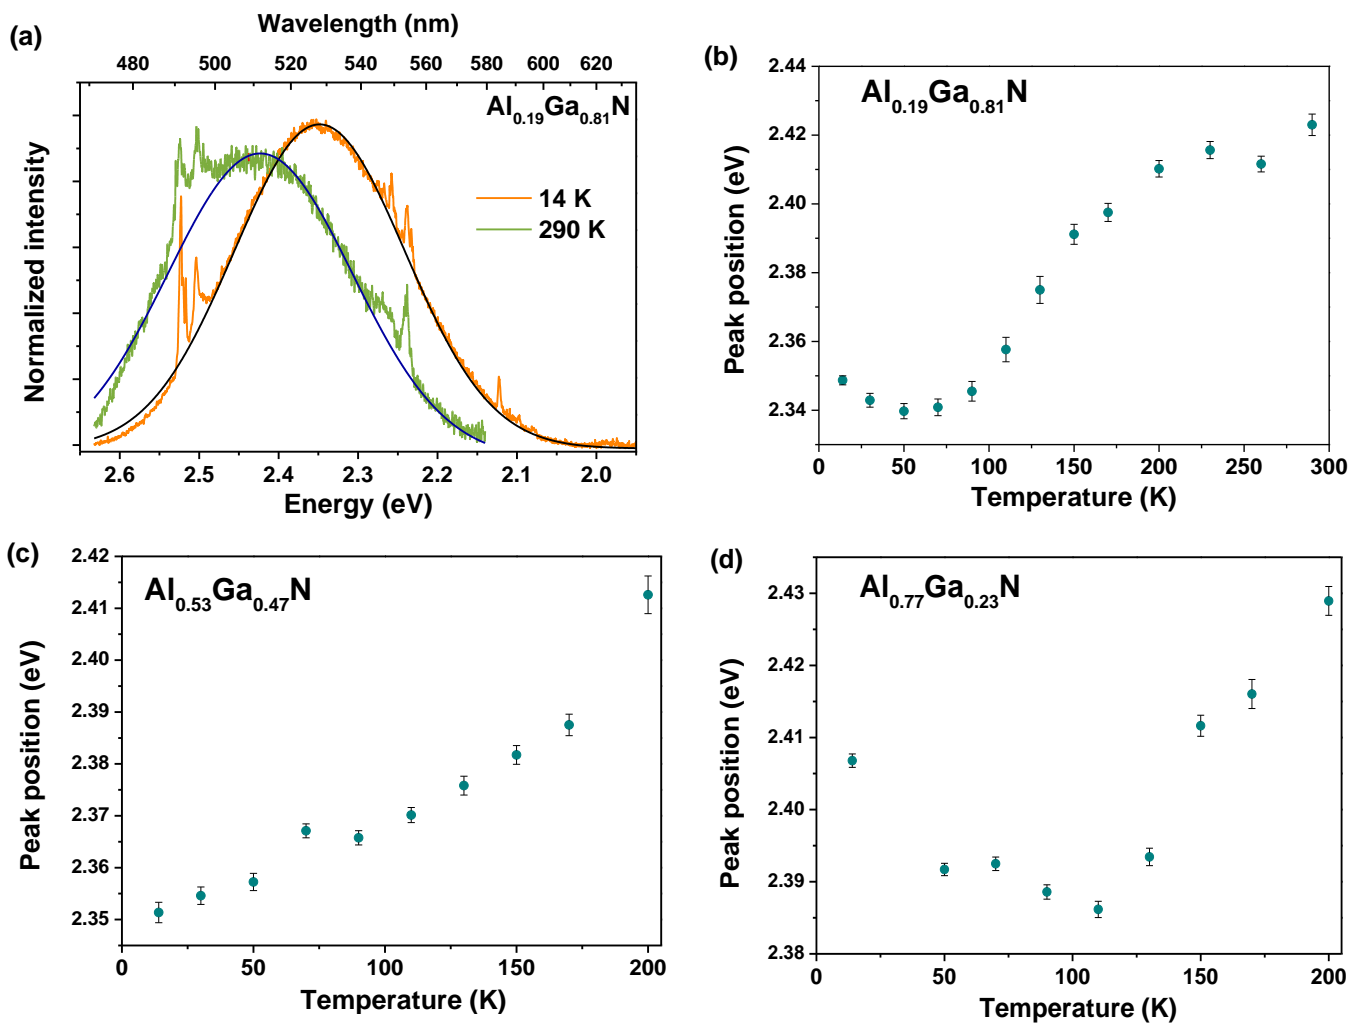 (a)
Wavelength (nm)
480 500 520 540 560 580 600 620
Al0.19Ga0.81N
14 K
290 K
Normalized intensity
2.6 2.5 2.4 2.3 2.2 2.1 2.0
Energy (eV)
(b)
Al0.19Ga0.81N
Peak position (eV)
2.44
2.42
2.40
2.38
2.36
2.34
0 50 100 150 200 250 300
Temperature (K)
(c)
Al0.53Ga0.47N
Peak position (eV)
2.42
2.41
2.40
2.39
2.38
2.37
2.36
2.35
0 50 100 150 200
Temperature (K)
(d)
Al0.77Ga0.23N
Peak position (eV)
2.43
2.42
2.41
2.40
2.39
2.38
0 50 100 150 200
Temperature (K)